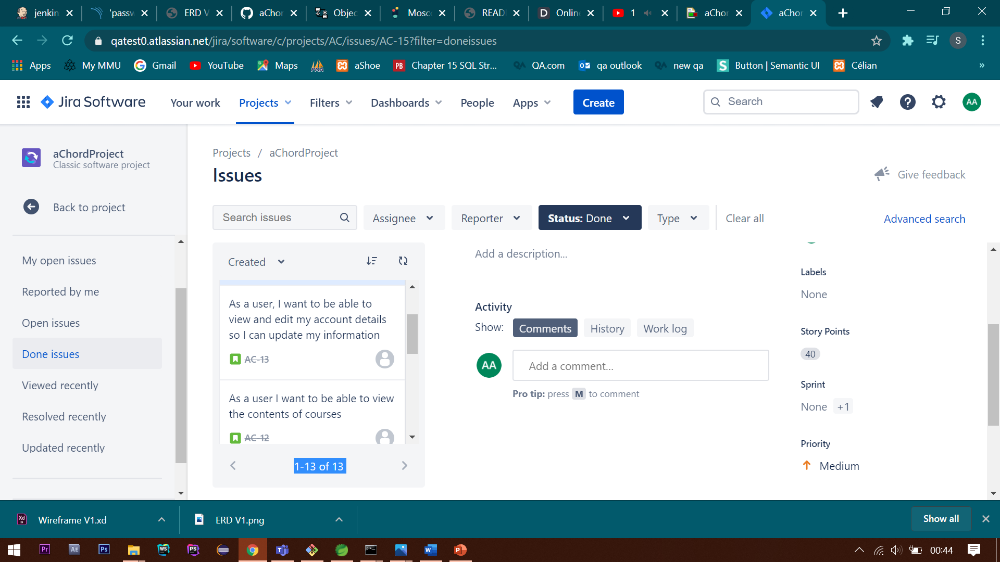 jenkin
'passw
ERD V
aChor
Objec
Mosc
READ
Onlin
1
aChor
aChor
qatest0.atlassian.net/jira/software/c/projects/AC/issues/AC-15?filter=doneissues
S
Apps
My MMU
Gmail
YouTube
Maps
aShoe
PB
Chapter 15 SQL Str...
QA.com
qa outlook
new qa
Button | Semantic UI
Célian
»
Jira Software
Your work
Projects
Filters
Dashboards
People
Apps
Create
Search
AA
aChordProject
Classic software project
Back to project
My open issues
Reported by me
Open issues
Done issues
Viewed recently
Resolved recently
Updated recently
Projects / aChordProject
Issues
Give feedback
Search issues
Assignee
Reporter
Status: Done
Type
Clear all
Advanced search
Created
As a user, I want to be able to
view and edit my account details
so I can update my information
AC-13
As a user I want to be able to view
the contents of courses
AC-12
1-13 of 13
Add a description...
Activity
Show:
Comments
History
Work log
AA
Add a comment...
Pro tip: press M to comment
Labels
None
Story Points
40
Sprint
None +1
Priority
Medium
Xd
Wireframe V1.xd
ERD V1.png
Show all
Pr
AE
Ps
WS
PS
W
P
00:44